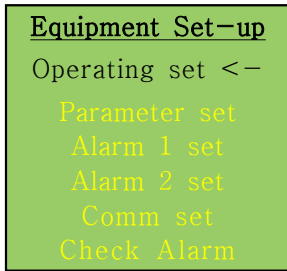 Equipment Set-up
Operating set <-
Parameter set
Alarm 1 set
Alarm 2 set
Comm set
Check Alarm